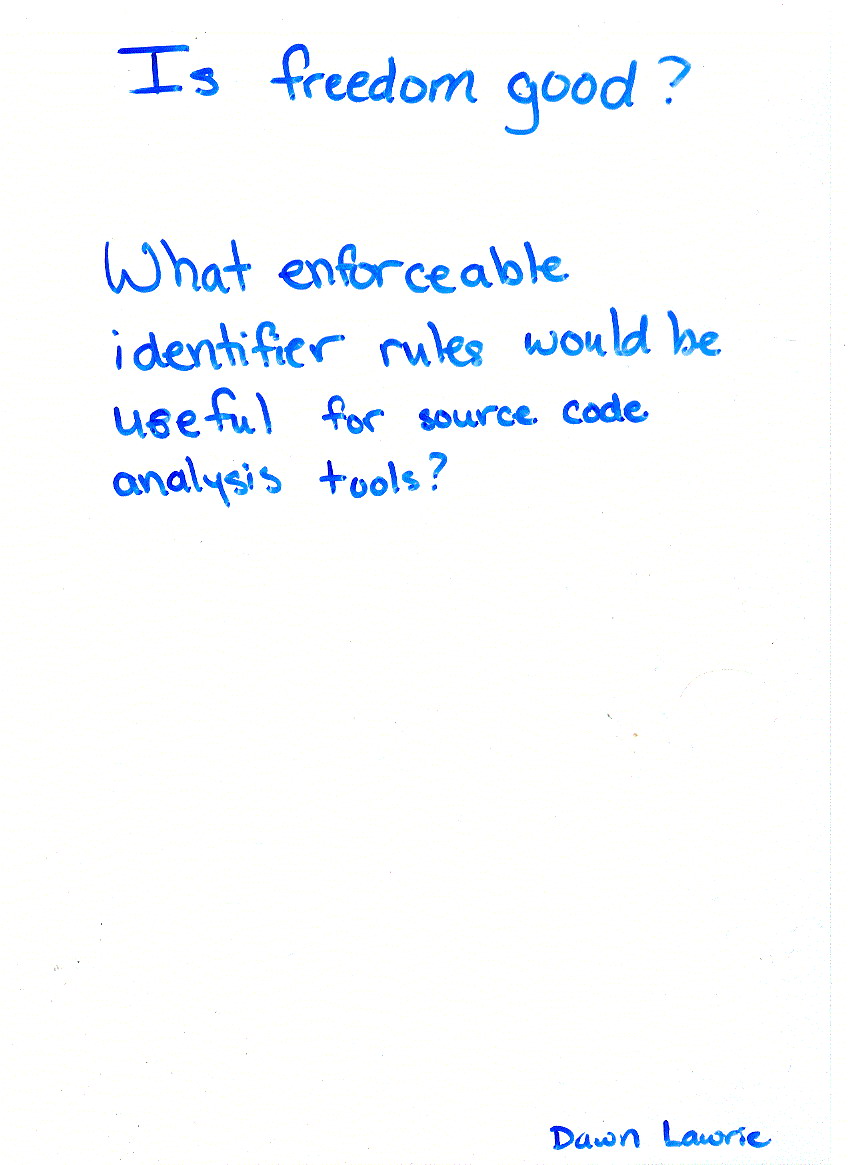 Is freedom good?
What enforceable
identifier rules would be
useful for source code
analysis tools?
Dawn Lawrie